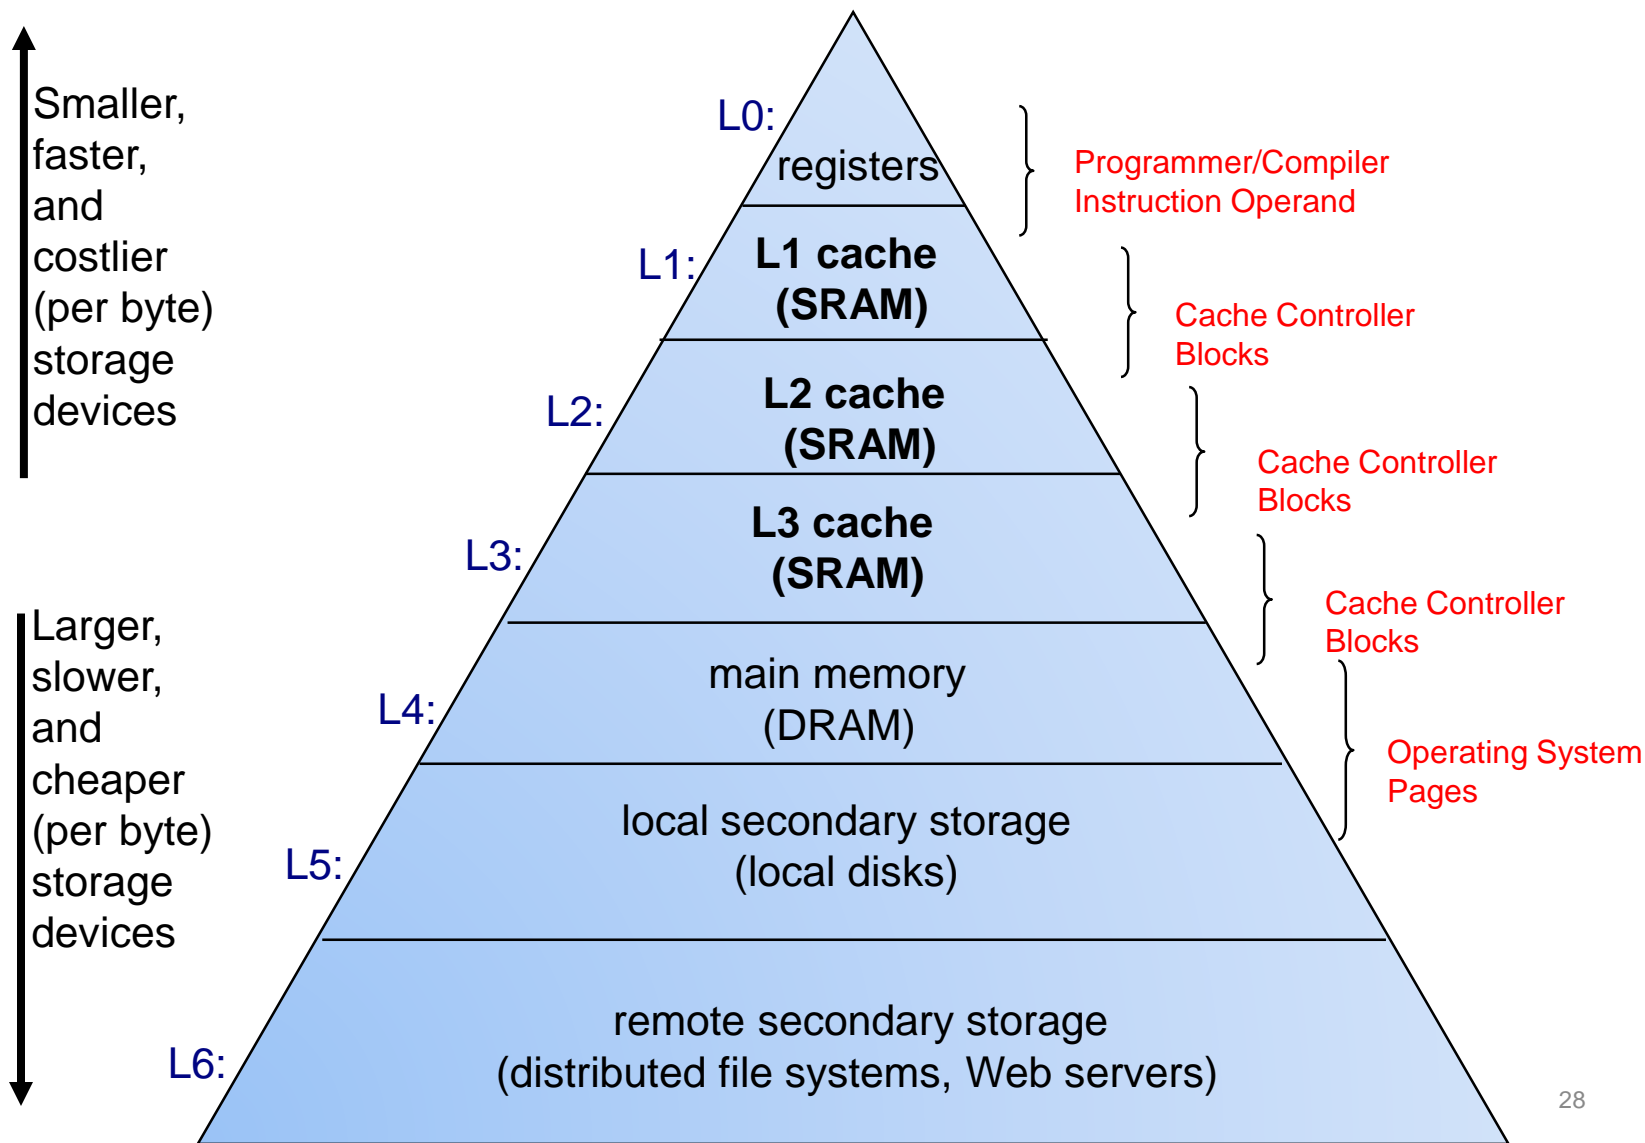 Smaller,
faster,
and
costlier
(per byte)
storage
devices
Larger,
slower,
and
cheaper
(per byte)
storage
devices
L0:
registers
Programmer/Compiler
Instruction Operand
L1:
L1 cache
(SRAM)
Cache Controller
Blocks
L2:
L2 cache
(SRAM)
Cache Controller
Blocks
L3:
L3 cache
(SRAM)
Cache Controller
Blocks
L4:
main memory
(DRAM)
Operating System
Pages
L5:
local secondary storage
(local disks)
L6:
remote secondary storage
(distributed file systems, Web servers)
28